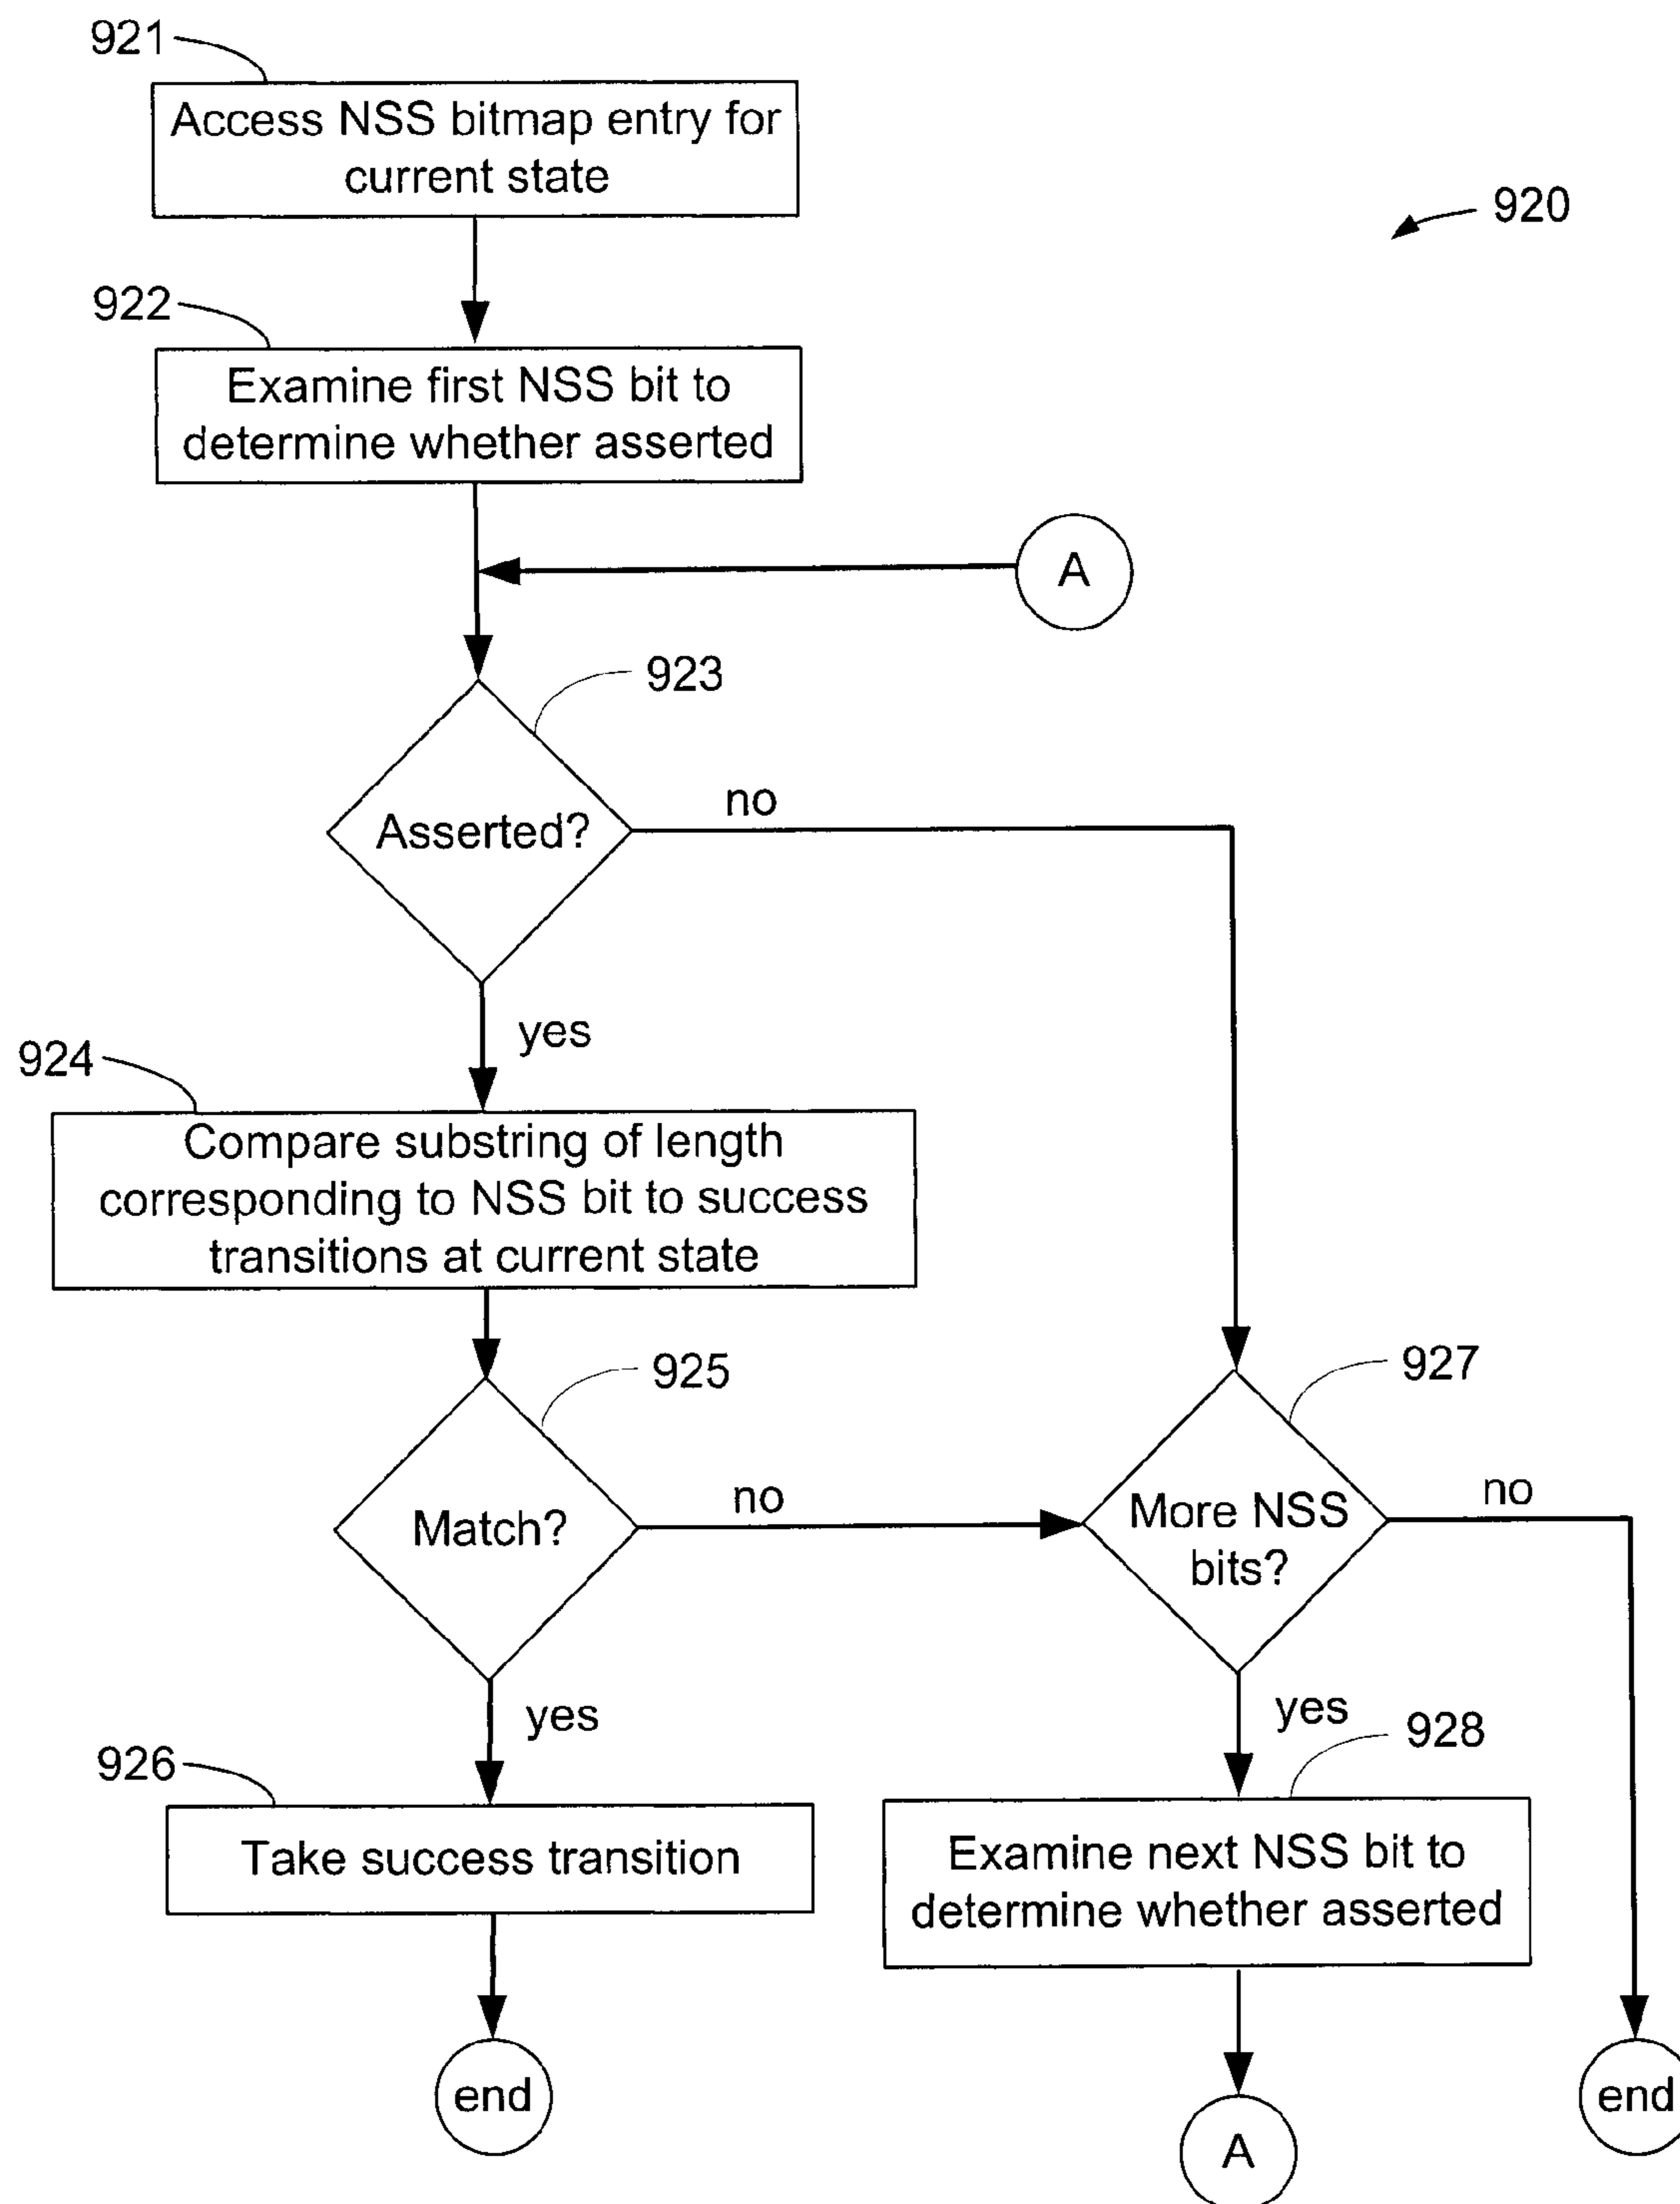 921
Access NSS bitmap entry for
current state
920
922
Examine first NSS bit to
determine whether asserted
A
923
Asserted?
no
yes
924
Compare substring of length
corresponding to NSS bit to success
transitions at current state
925
927
Match?
no
More NSS
bits?
no
yes
yes
926
928
Take success transition
Examine next NSS bit to
determine whether asserted
end
end
A